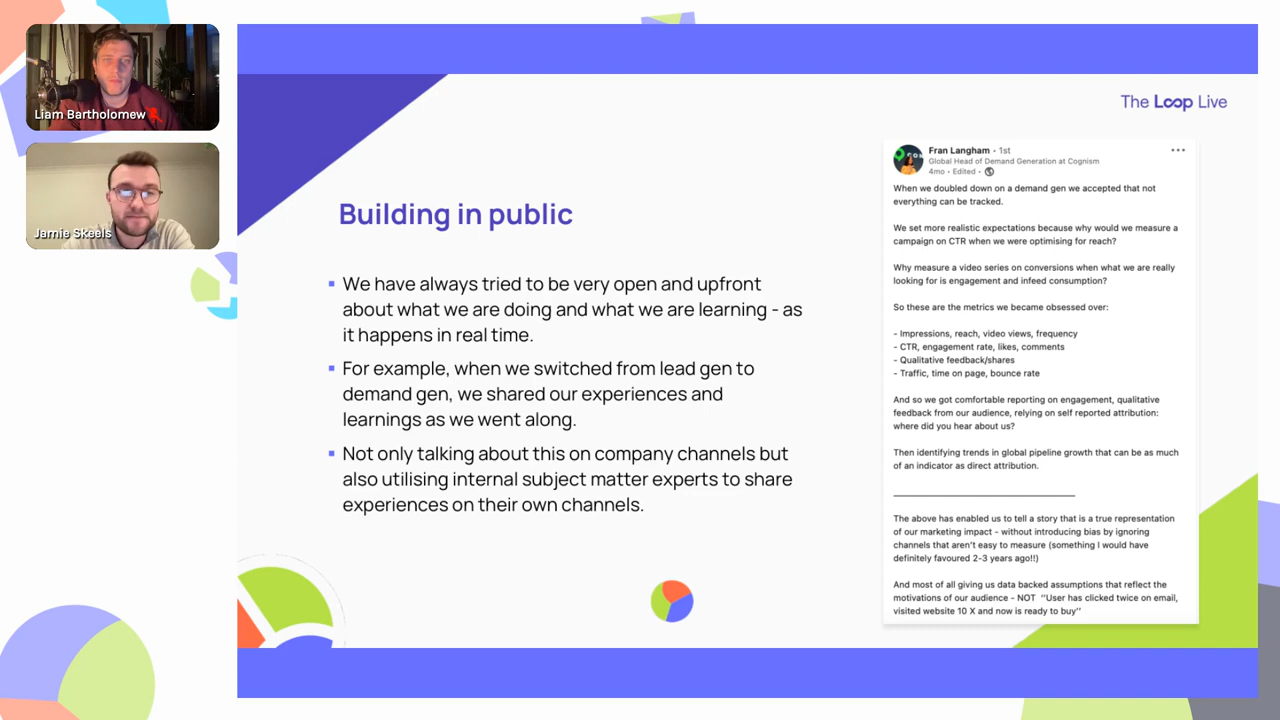 Liam Bartholomew
Jamie Skeels
The Loop Live
Building in public
We have always tried to be very open and upfront
about what we are doing and what we are learning - as
it happens in real time.
For example, when we switched from lead gen to
demand gen, we shared our experiences and
learnings as we went along.
Not only talking about this on company channels but
also utilising internal subject matter experts to share
experiences on their own channels.
Fran Langham • 1st
Global Head of Demand Generation at Cognism
4mo • Edited •
When we doubled down on a demand gen we accepted that not
everything can be tracked.
We set more realistic expectations because why would we measure a
campaign on CTR when we were optimising for reach?
Why measure a video series on conversions when what we are really
looking for is engagement and infeed consumption?
So these are the metrics we became obsessed over:
- Impressions, reach, video views, frequency
- CTR, engagement rate, likes, comments
- Qualitative feedback/shares
- Traffic, time on page, bounce rate
And so we got comfortable reporting on engagement, qualitative
feedback from our audience, relying on self reported attribution:
where did you hear about us?
Then identifying trends in global pipeline growth that can be as much
of an indicator as direct attribution.
The above has enabled us to tell a story that is a true representation
of our marketing impact - without introducing bias by ignoring
channels that aren't easy to measure (something I would have
definitely favoured 2-3 years ago!!)
And most of all giving us data backed assumptions that reflect the
motivations of our audience - NOT ‘‘User has clicked twice on email,
visited website 10 X and now is ready to buy’’